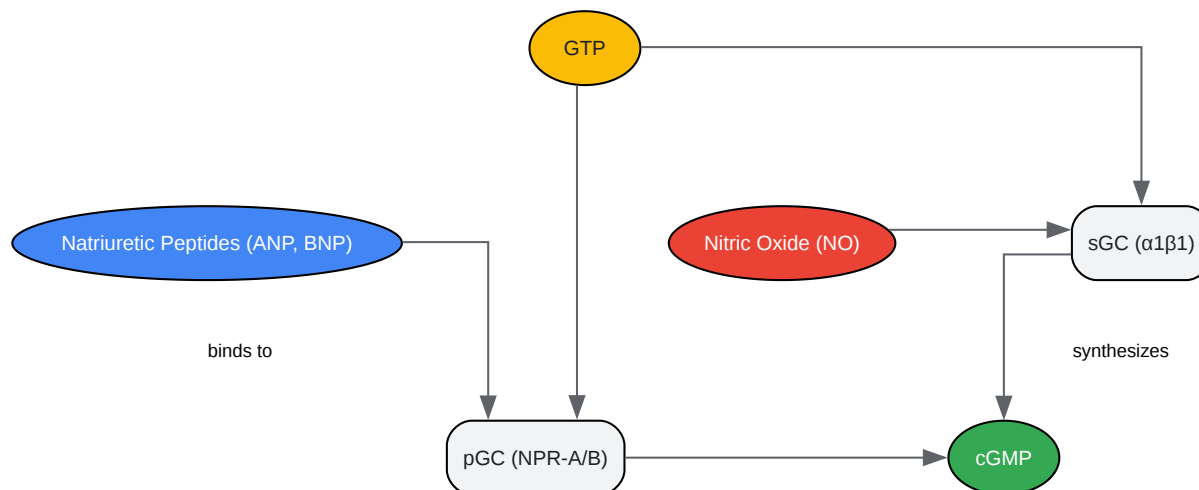 GTP
Natriuretic Peptides (ANP, BNP)
Nitric Oxide (NO)
sGC (α1β1)
binds to
synthesizes
pGC (NPR-A/B)
cGMP